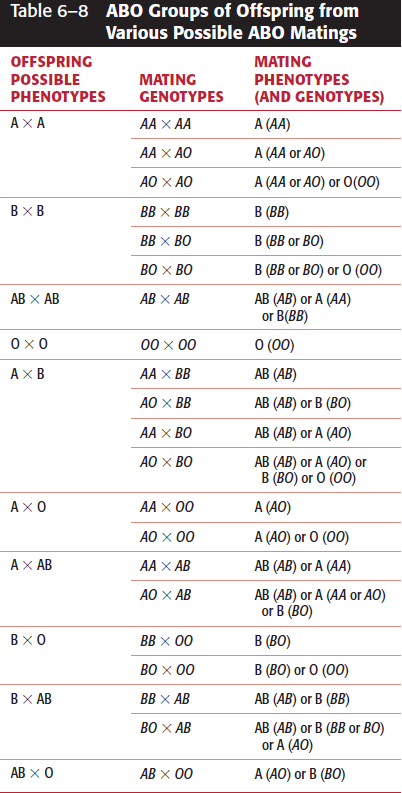 Table 6–8 ABO Groups of Offspring from
Various Possible ABO Matings
OFFSPRING
POSSIBLE MATING MATING
PHENOTYPES GENOTYPES PHENOTYPES
(AND GENOTYPES)
A × A AA × AA A (AA)
AA × AO A (AA or AO)
AO × AO A (AA or AO) or O(OO)
B × B BB × BB B (BB)
BB × BO B (BB or BO)
BO × BO B (BB or BO) or O (OO)
AB × AB AB × AB AB (AB) or A (AA)
or B(BB)
O × O OO × OO O (OO)
A × B AA × BB AB (AB)
AO × BB AB (AB) or B (BO)
AA × BO AB (AB) or A (AO)
AO × BO AB (AB) or A (AO) or
B (BO) or O (OO)
A × O AA × OO A (AO)
AO × OO A (AO) or O (OO)
A × AB AA × AB AB (AB) or A (AA)
AO × AB AB (AB) or A (AA or AO)
or B (BO)
B × O BB × OO B (BO)
BO × OO B (BO) or O (OO)
B × AB BB × AB AB (AB) or B (BB)
BO × AB AB (AB) or B (BB or BO)
or A (AO)
AB × O AB × OO A (AO) or B (BO)